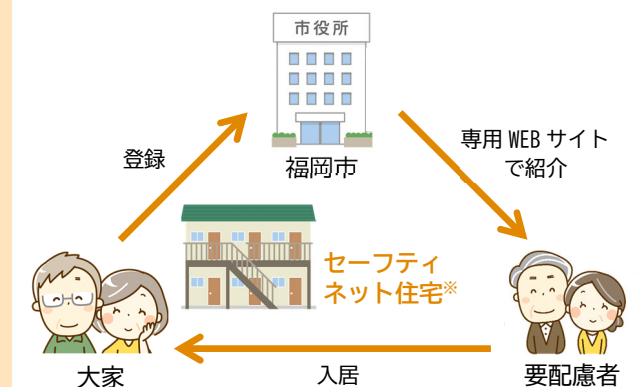 市役所
福岡市
登録
専用 WEB サイト
で紹介
セーフティ
ネット住宅※
大家
入居
要配慮者